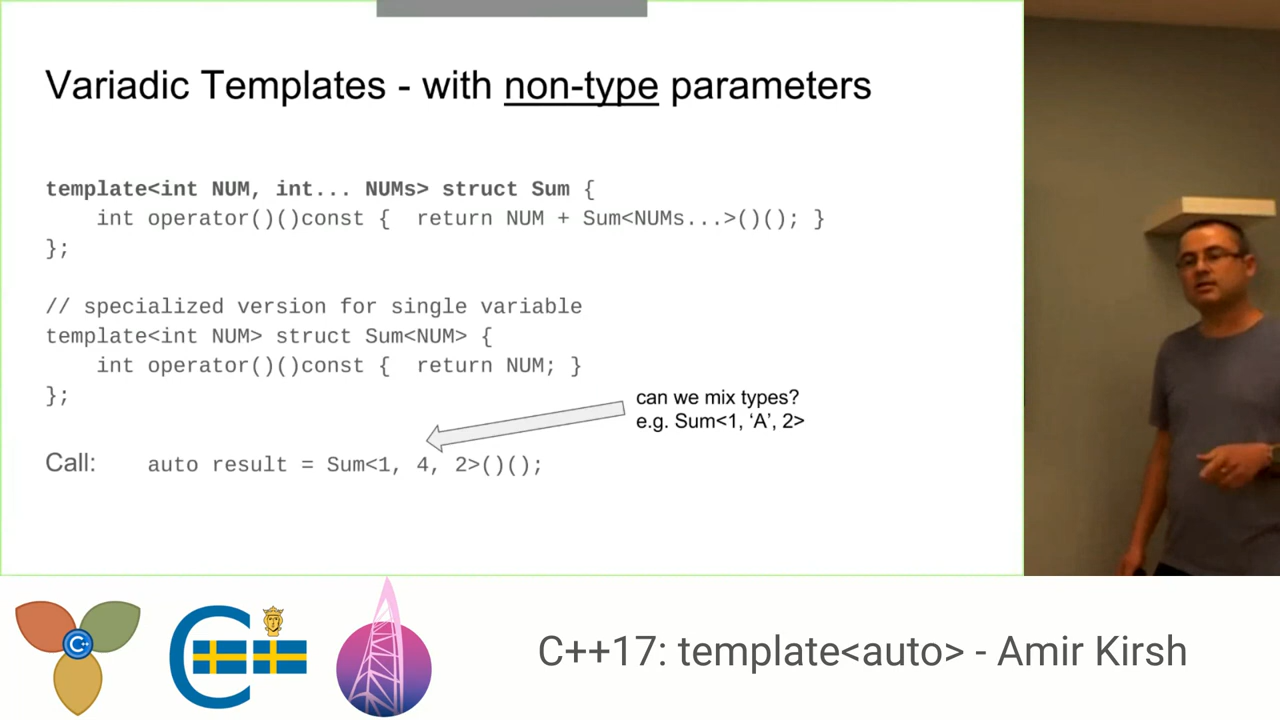 Variadic Templates - with non-type parameters
template<int NUM, int... NUMs> struct Sum {
    int operator()()const {  return NUM + Sum<NUMs...>()(); }
};
// specialized version for single variable
template<int NUM> struct Sum<NUM> {
    int operator()()const {  return NUM; }
};
can we mix types?
e.g. Sum<1, ‘A’, 2>
Call:    auto result = Sum<1, 4, 2>()();
C++
C++
C++17: template<auto> - Amir Kirsh